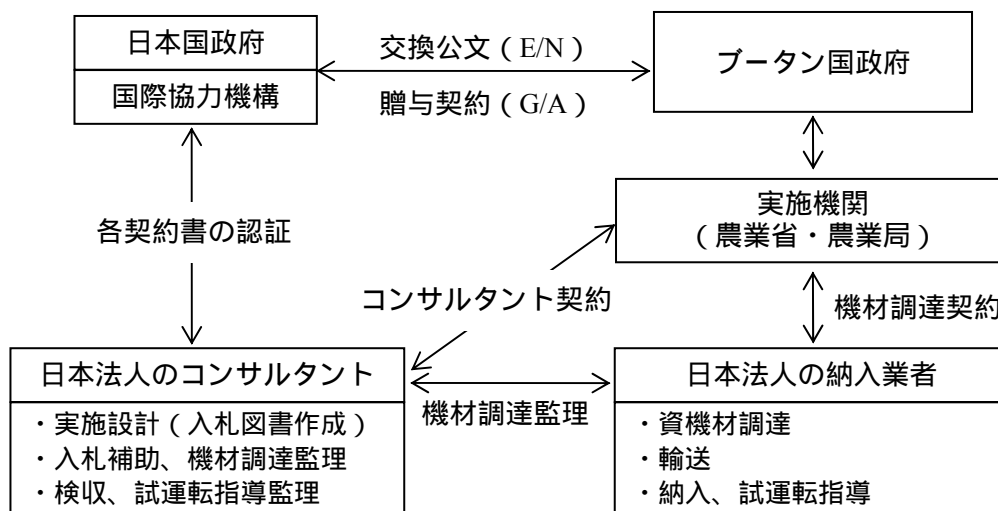 日本国政府
国際協力機構
交換公文（E/N）
贈与契約（G/A）
ブータン国政府
各契約書の認証
実施機関
（農業省・農業局）
コンサルタント契約
機材調達契約
日本法人のコンサルタント
・実施設計（入札図書作成）
・入札補助、機材調達監理
・検収、試運転指導監理
機材調達監理
日本法人の納入業者
・資機材調達
・輸送
・納入、試運転指導